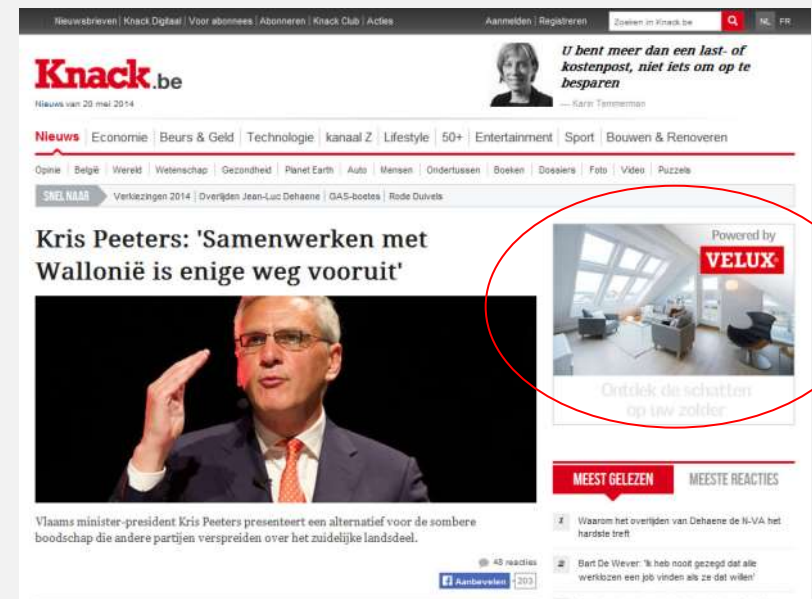 Nieuwsbrieven | Knack Digitaal | Voor abonnees | Abonneren | Knack Club | Acties
Aanmelden | Registreren
Zoeken in Knack.be
NL FR
Knack.be
Nieuws van 20 mei 2014
U bent meer dan een last- of
kostenpost, niet iets om op te
besparen
— Karin Temmerman
Nieuws Economie Beurs & Geld Technologie kanaal Z Lifestyle 50+ Entertainment Sport Bouwen & Renoveren
Opinie België Wereld Wetenschap Gezondheid Planet Earth Auto Mensen Ondertussen Boeken Dossiers Foto Video Puzzels
SNEL NAAR Verkiezingen 2014 | Overlijden Jean-Luc Dehaene | GAS-boetes | Rode Duivels
Kris Peeters: 'Samenwerken met
Wallonië is enige weg vooruit'
Powered by
VELUX
Ontdek de schatten
op uw zolder
Vlaams minister-president Kris Peeters presenteert een alternatief voor de sombere
boodschap die andere partijen verspreiden over het zuidelijke landsdeel.
48 reacties
Aanbevelen 203
MEEST GELEZEN MEESTE REACTIES
1 Waarom het overlijden van Dehaene de N-VA het
hardste treft
2 Bart De Wever: 'Ik heb nooit gezegd dat alle
werklozen een job vinden als ze dat willen'